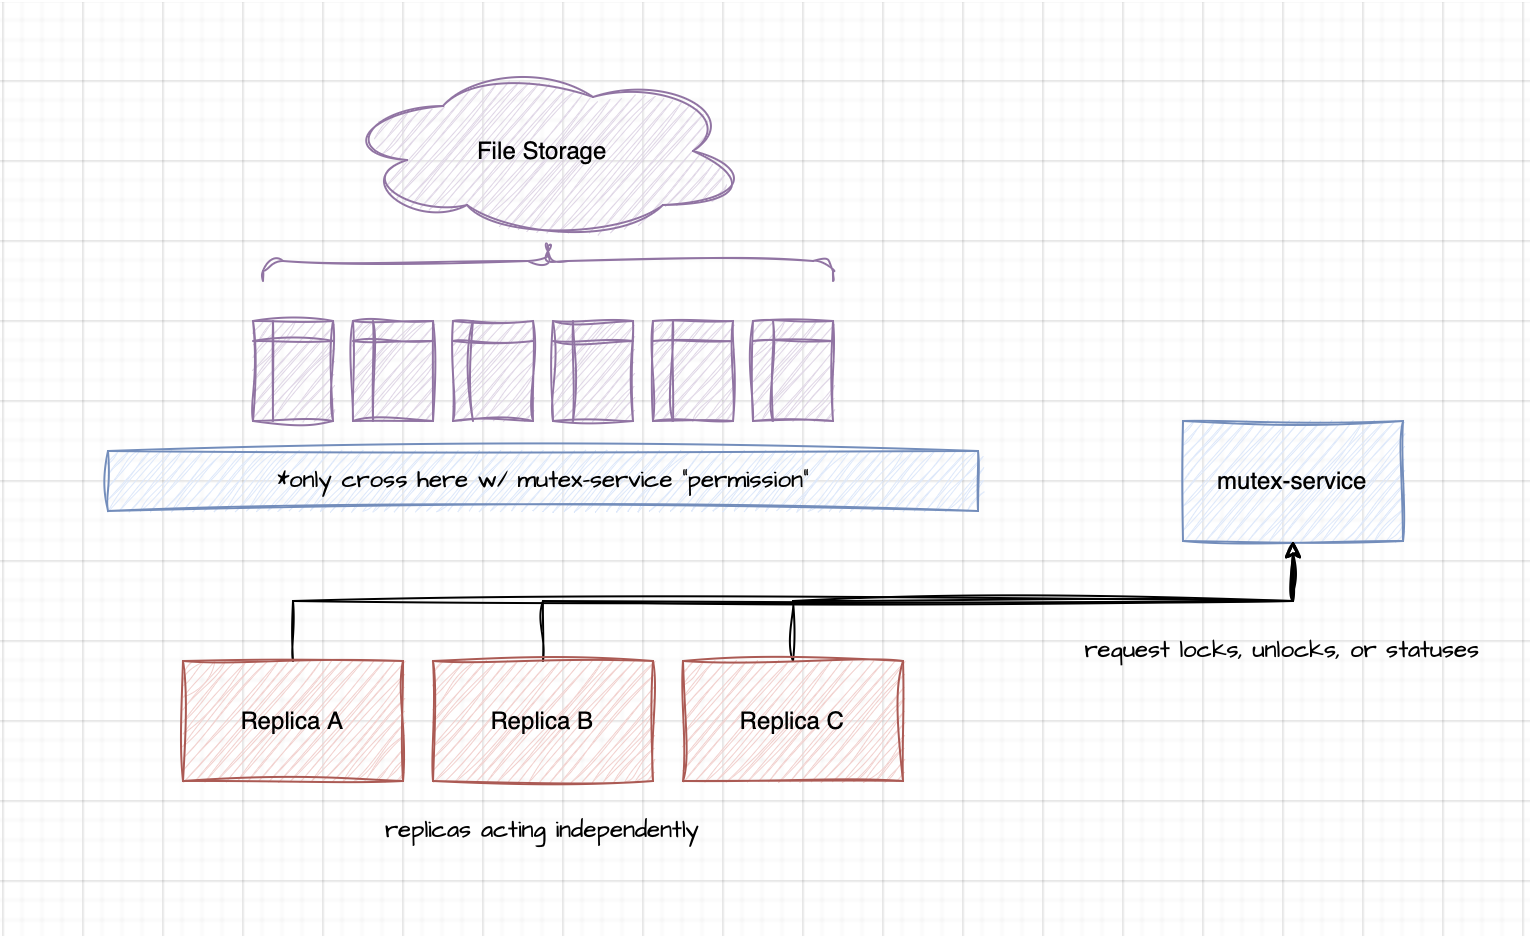 File Storage
*only cross here w/ mutex-service "permission"
mutex-service
request locks, unlocks, or statuses
Replica A
Replica B
Replica C
replicas acting independently